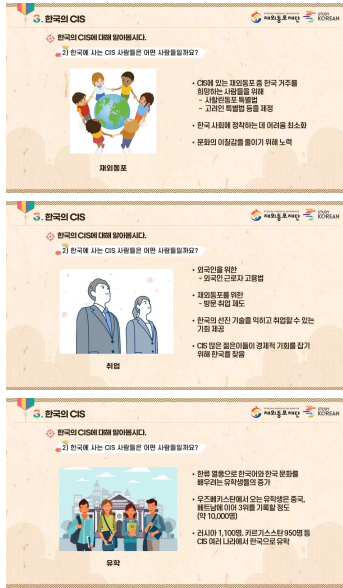 3. 한국의 CIS
재외동포재단
STUDY
KOREAN
한국의 CIS에 대해 알아봅시다.
2) 한국에 사는 CIS 사람들은 어떤 사람들일까요?
• CIS에 있는 재외동포 중 한국 거주를
희망하는 사람들을 위해
- 사할린동포 특별법
- 고려인 특별법 등을 제정
• 한국 사회에 정착하는 데 어려움 최소화
• 문화의 이질감을 줄이기 위해 노력
재외동포
3. 한국의 CIS
재외동포재단
STUDY
KOREAN
한국의 CIS에 대해 알아봅시다.
2) 한국에 사는 CIS 사람들은 어떤 사람들일까요?
• 외국인을 위한
- 외국인 근로자 고용법
• 재외동포를 위한
- 방문 취업 제도
• 한국의 선진 기술을 익히고 취업할 수 있는
기회 제공
• CIS 많은 젊은이들이 경제적 기회를 잡기
위해 한국를 찾음
취업
3. 한국의 CIS
재외동포재단
STUDY
KOREAN
한국의 CIS에 대해 알아봅시다.
2) 한국에 사는 CIS 사람들은 어떤 사람들일까요?
• 한류 열풍으로 한국어와 한국 문화를
배우려는 유학생들의 증가
• 우즈베키스탄에서 오는 유학생은 중국,
베트남에 이어 3위를 기록할 정도
(약 10,000명)
• 러시아 1,100명, 키르기스스탄 950명 등
CIS 여러 나라에서 한국으로 유학
유학